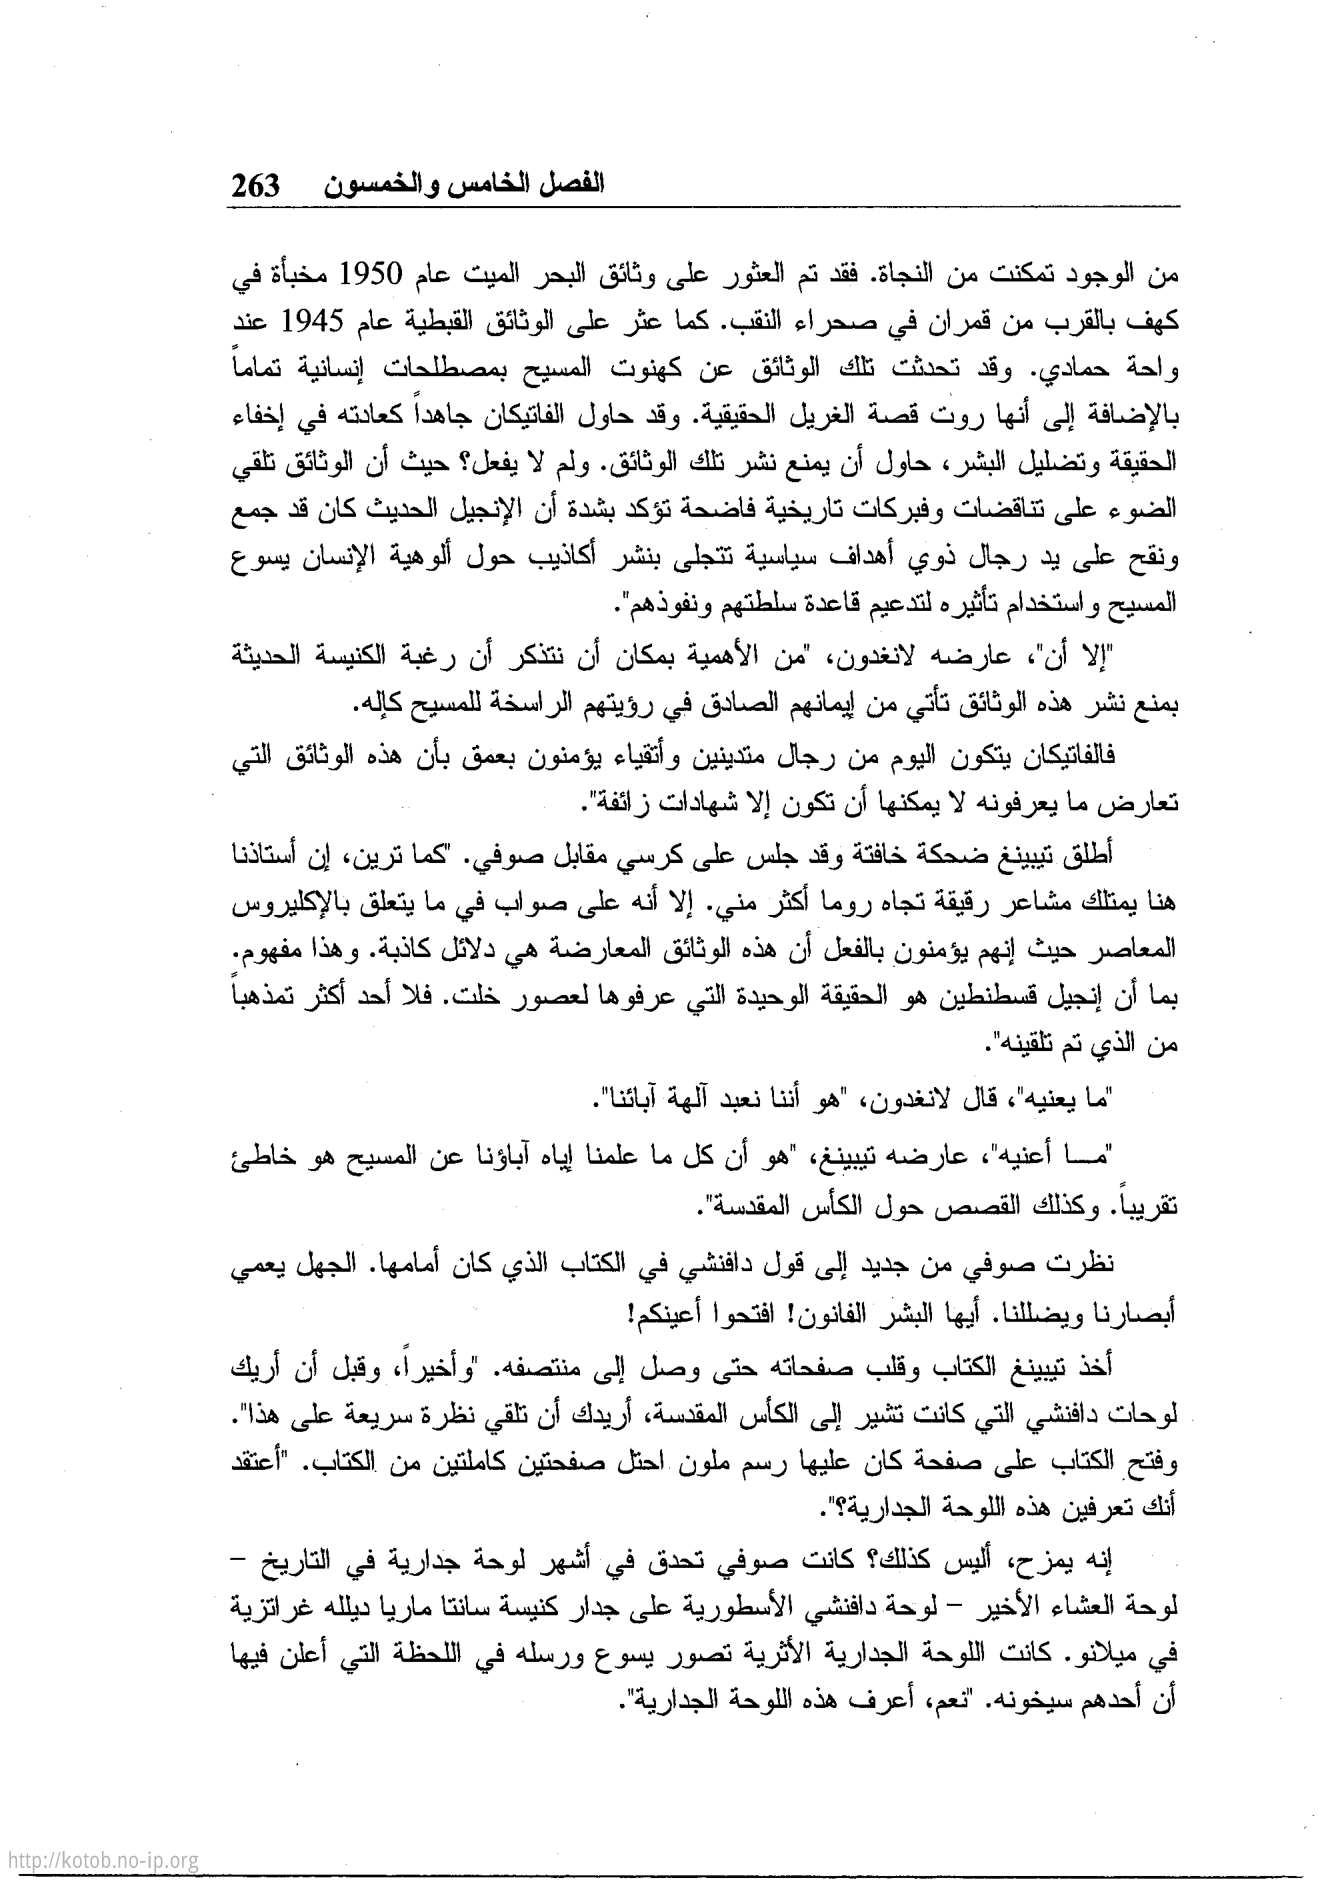 الفصل الخامس والخمسون 263
من الوجود تمكنت من النجاة. فقد تم العثور على وثائق البحر الميت عام 1950 مخبأة في
كهف بالقرب من قمران في صحراء النقب. كما عثر على الوثائق القبطية عام 1945 عند
واحة حمادي. وقد تحدثت تلك الوثائق عن كهنوت المسيح بمصطلحات إنسانية تماماً
بالإضافة إلى أنها روت قصة الغريل الحقيقية. وقد حاول الفاتيكان جاهداً كعادته في إخفاء
الحقيقة وتضليل البشر، حاول أن يمنع نشر تلك الوثائق. ولم لا يفعل؟ حيث أن الوثائق تلقي
الضوء على تناقضات وفبركات تاريخية فاضحة تؤكد بشدة أن الإنجيل الحديث كان قد جمع
ونقح على يد رجال ذوي أهداف سياسية تتجلى بنشر أكاذيب حول ألوهية الإنسان يسوع
المسيح واستخدام تأثيره لتدعيم قاعدة سلطتهم ونفوذهم".
"إلا أن"، عارضه لانغدون، "من الأهمية بمكان أن نتذكر أن رغبة الكنيسة الحديثة
بمنع نشر هذه الوثائق تأتي من إيمانهم الصادق في رؤيتهم الراسخة للمسيح كإله.
فالفاتيكان يتكون اليوم من رجال متدينين وأتقياء يؤمنون بعمق بأن هذه الوثائق التي
تعارض ما يعرفونه لا يمكنها أن تكون إلا شهادات زائفة".
أطلق تيبينغ ضحكة خافتة وقد جلس على كرسي مقابل صوفي. "كما ترين، إن أستاذنا
هنا يمتلك مشاعر رقيقة تجاه روما أكثر مني. إلا أنه على صواب في ما يتعلق بالإكليروس
المعاصر حيث إنهم يؤمنون بالفعل أن هذه الوثائق المعارضة هي دلائل كاذبة. وهذا مفهوم.
بما أن إنجيل قسطنطين هو الحقيقة الوحيدة التي عرفوها لعصور خلت. فلا أحد أكثر تمذهباً
من الذي تم تلقينه".
"ما يعنيه"، قال لانغدون، "هو أننا نعبد آلهة آبائنا".
"مـــا أعنيه"، عارضه تيبينغ، "هو أن كل ما علمنا إياه آباؤنا عن المسيح هو خاطئ
تقريباً. وكذلك القصص حول الكأس المقدسة".
نظرت صوفي من جديد إلى قول دافنشي في الكتاب الذي كان أمامها. الجهل يعمي
أبصارنا ويضللنا. أيها البشر الفانون! افتحوا أعينكم!
أخذ تيبينغ الكتاب وقلب صفحاته حتى وصل إلى منتصفه. "وأخيراً، وقبل أن أريك
لوحات دافنشي التي كانت تشير إلى الكأس المقدسة، أريدك أن تلقي نظرة سريعة على هذا".
وفتح الكتاب على صفحة كان عليها رسم ملون احتل صفحتين كاملتين من الكتاب. "أعتقد
أنك تعرفين هذه اللوحة الجدارية؟".
إنه يمزح، أليس كذلك؟ كانت صوفي تحدق في أشهر لوحة جدارية في التاريخ –
لوحة العشاء الأخير – لوحة دافنشي الأسطورية على جدار كنيسة سانتا ماريا ديلله غراتزية
في ميلانو. كانت اللوحة الجدارية الأثرية تصور يسوع ورسله في اللحظة التي أعلن فيها
أن أحدهم سيخونه. "نعم، أعرف هذه اللوحة الجدارية".
http://kotob.no-ip.org